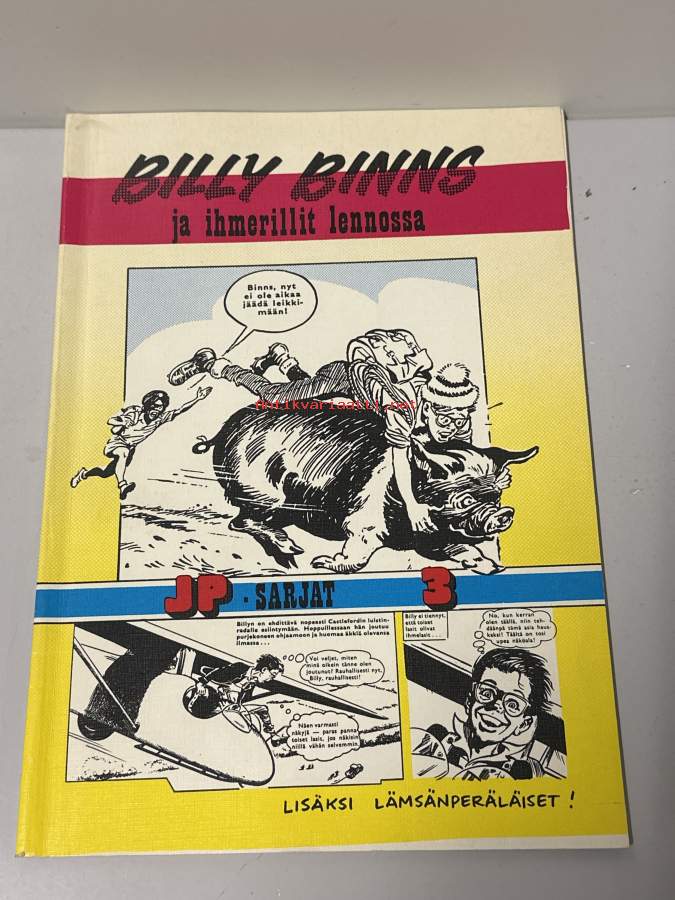 BILLY BINNS
ja ihmerillit lennossa
Binns, nyt
ei ole aikaa
jäädä leikki-
mään!
Antikvariaatti.net
JP - SARJAT 3
Billyn on ehdittävä nopeasti Castlefordin luistin-
radalle esiintymään. Hoppuillessaan hän joutuu
purjekoneen ohjaamoon ja huomaa äkkiä olevansa
ilmassa . . .
Voi veljet, miten
minä oikein tänne olen
joutunut? Rauhallisesti nyt,
Billy, rauhallisesti!
Näen varmasti
näkyjä — paras panna
toiset lasit, jos näkisin
niillä vähän selvemmin.
Billy ei tiennyt,
että toiset
lasit olivat
ihmelasit . . .
No, kun kerran
olen täällä, niin teh-
däänpä tämä asia haus-
kaksi! Täältä on tosi
upea näköala!
LISÄKSI LÄMSÄNPERÄLÄISET !